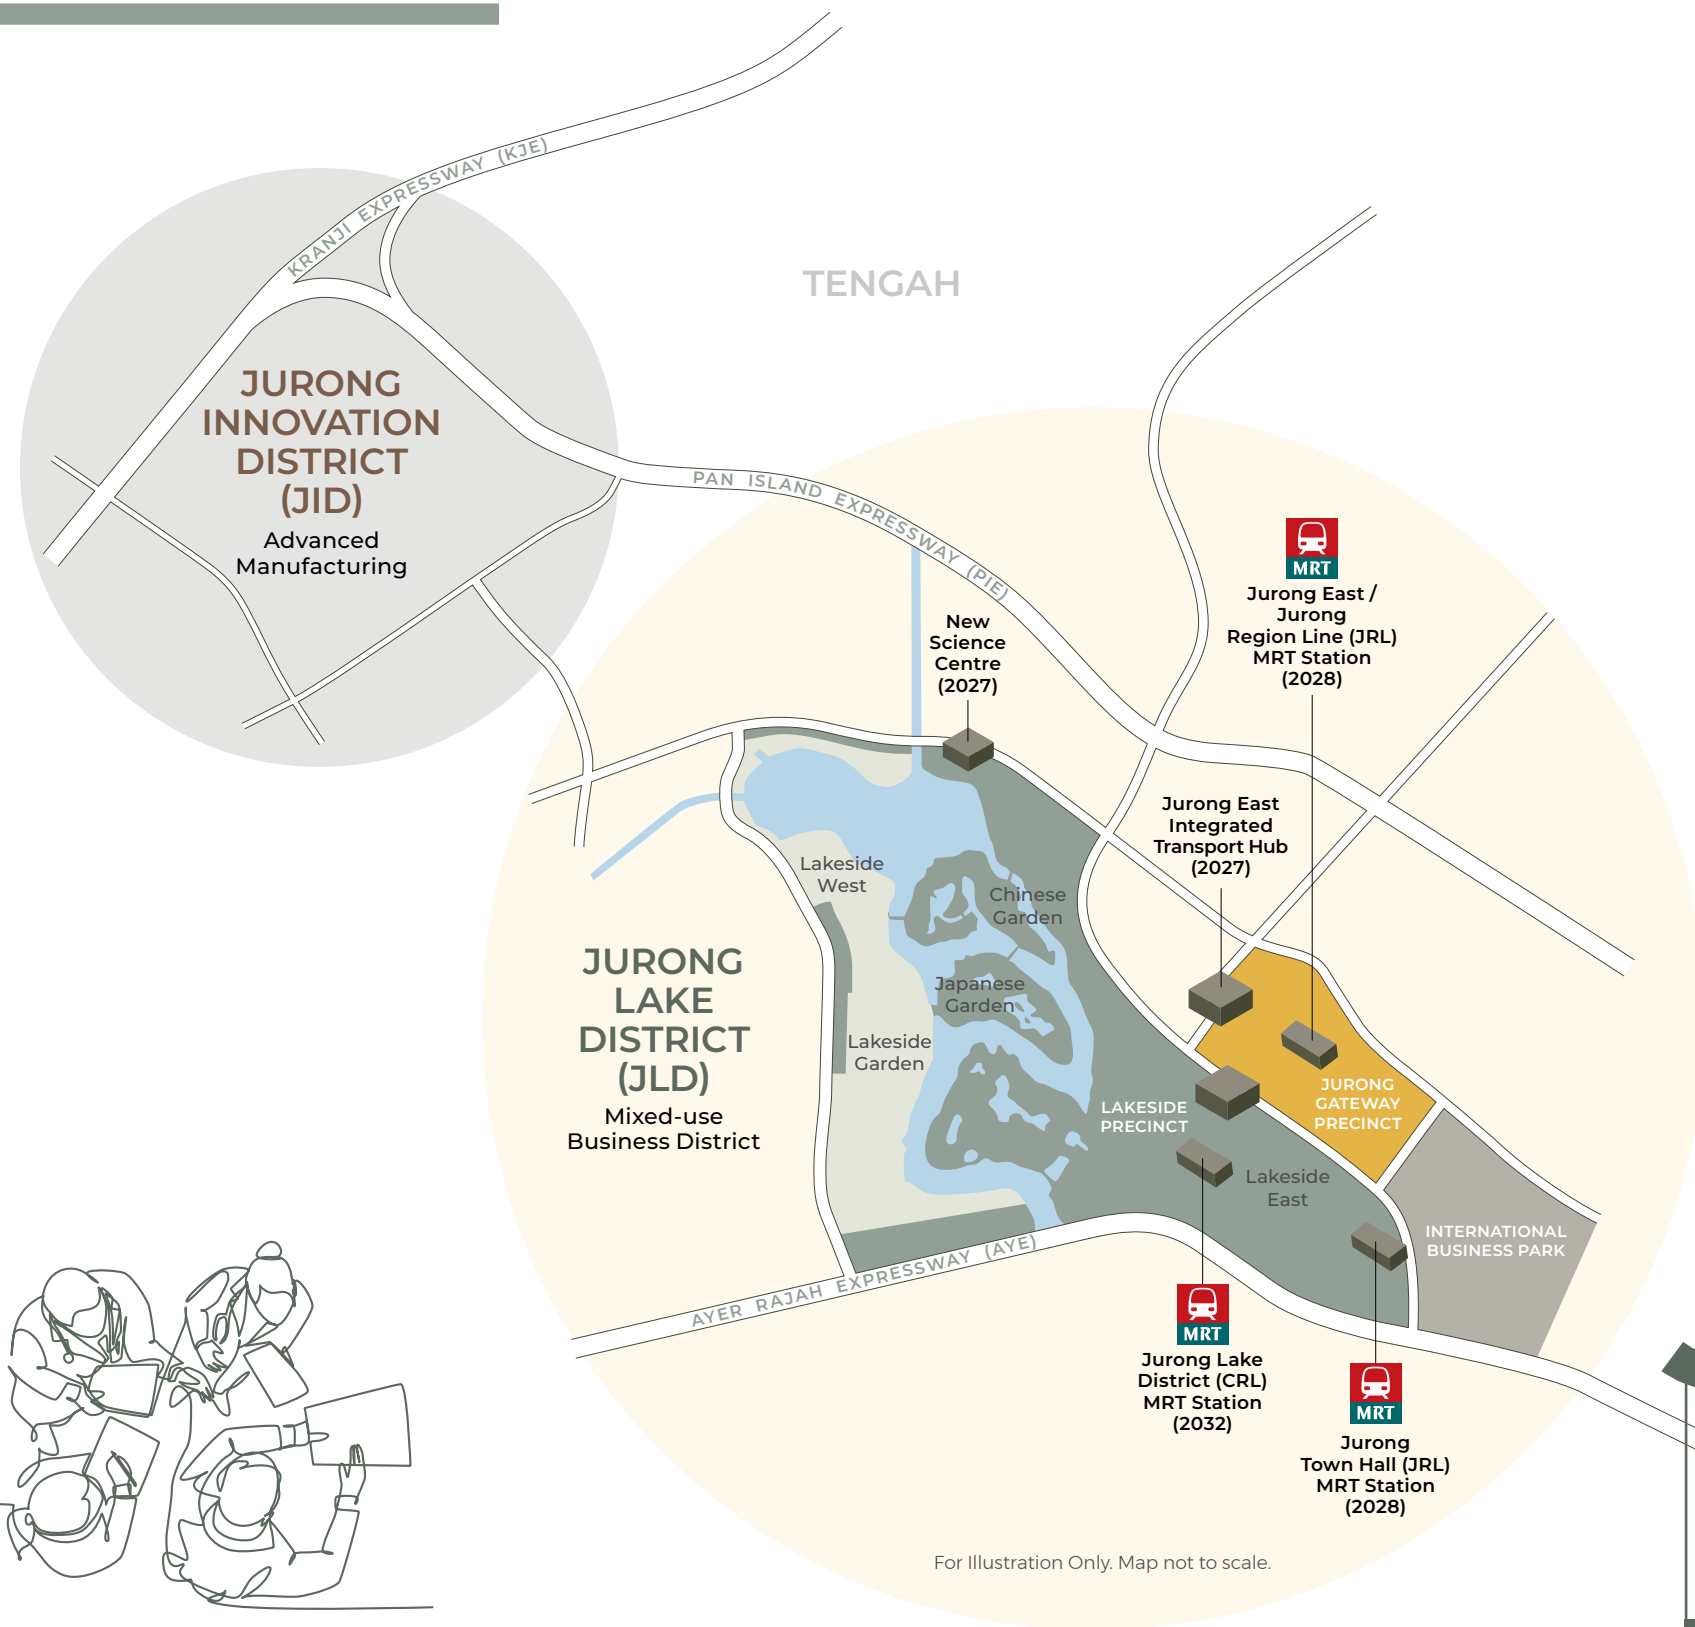 KRANJI EXPRESSWAY (KJE)
TENGAH
JURONG
INNOVATION
DISTRICT
(JID)
Advanced
Manufacturing
PAN ISLAND EXPRESSWAY (PIE)
MRT
Jurong East /
Jurong
Region Line (JRL)
MRT Station
(2028)
New
Science
Centre
(2027)
Jurong East
Integrated
Transport Hub
(2027)
Lakeside
West
Chinese
Garden
JURONG
LAKE
DISTRICT
(JLD)
Mixed-use
Business District
Japanese
Garden
Lakeside
Garden
JURONG
GATEWAY
PRECINCT
LAKESIDE
PRECINCT
Lakeside
East
INTERNATIONAL
BUSINESS PARK
AYER RAJAH EXPRESSWAY (AYE)
MRT
Jurong Lake
District (CRL)
MRT Station
(2032)
MRT
Jurong
Town Hall (JRL)
MRT Station
(2028)
For Illustration Only. Map not to scale.